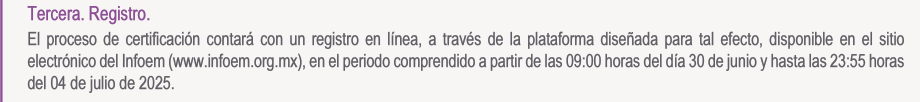 Tercera. Registro.
El proceso de certificación contará con un registro en línea, a través de la plataforma diseñada para tal efecto, disponible en el sitio
electrónico del Infoem (www.infoem.org.mx), en el periodo comprendido a partir de las 09:00 horas del día 30 de junio y hasta las 23:55 horas
del 04 de julio de 2025.